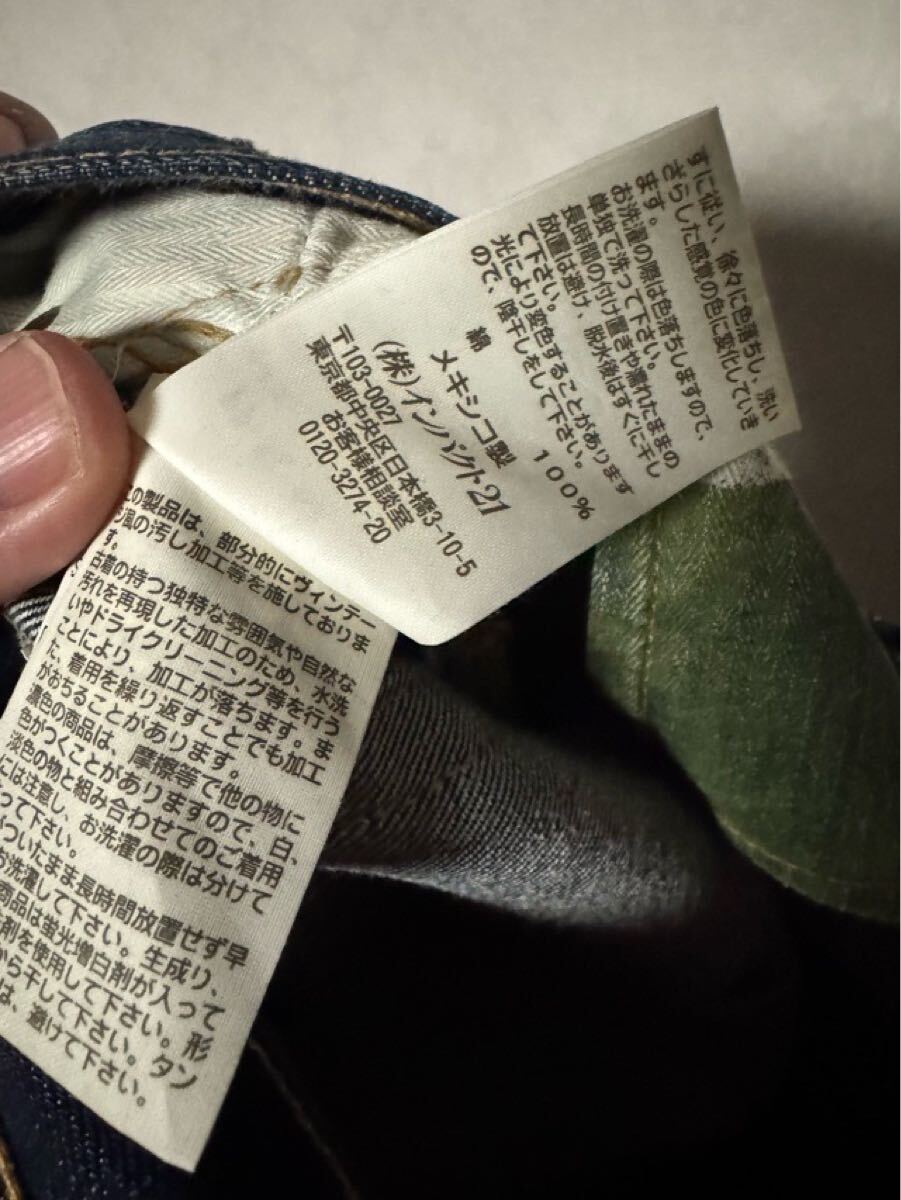 すに従い、徐々に色落ちし、洗い
ざらした感覚の色に変化していき
ます。
お洗濯の際は色落ちしますので、
単独で洗って下さい。
長時間の付け置きや濡れたままの
放置は避け、脱水後はすぐに干し
て下さい。
光により変色することがあります
ので、陰干しをして下さい。
綿 100%
メキシコ製
(株)インパクト21
〒103-0027
東京都中央区日本橋3-10-5
お客様相談室
0120-3274-20
の製品は、部分的にヴィンテー
風の汚し加工等を施しておりま
す。
古着の持つ独特な雰囲気や自然な
汚れを再現した加工のため、水洗
いやドライクリーニング等を行う
ことにより、加工が落ちます。ま
た、着用を繰り返すことでも加工
がおちることがあります。
濃色の商品は、摩擦等で他の物に
色がつくことがありますので、白、
淡色の物と組み合わせてのご着用
には注意し、お洗濯の際は分けて
って下さい。
がついたまま長時間放置せず早
お洗濯して下さい。生成り、
商品は蛍光増白剤が入って
剤を使用して下さい。形
から干して下さい。タン
は、避けて下さい。